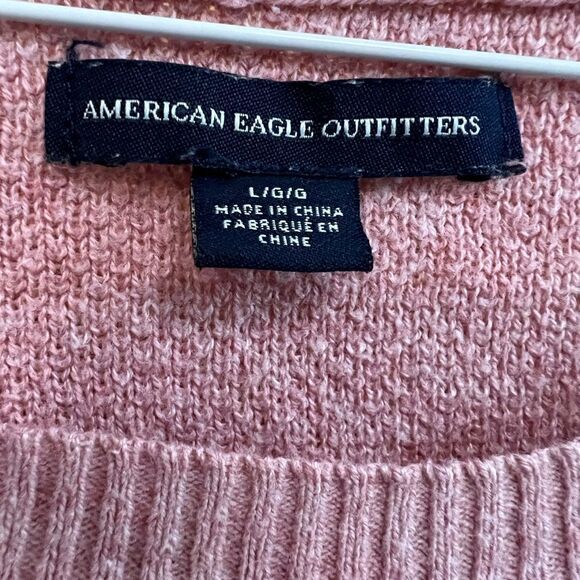 AMERICAN EAGLE OUTFITTERS
L/G/G
MADE IN CHINA
FABRIQUÉ EN
CHINE